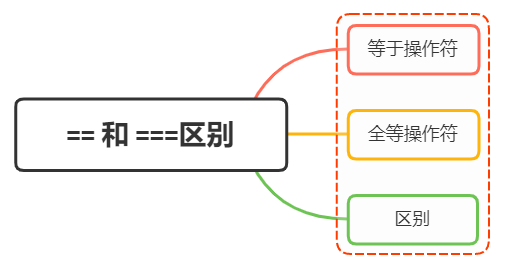 == 和 ===区别
等于操作符
全等操作符
区别